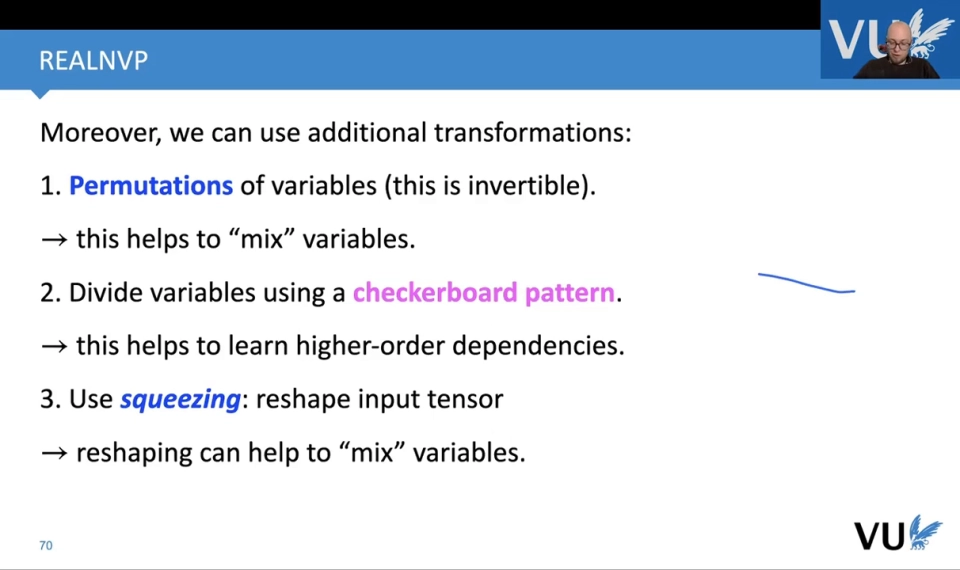 VU
REALNVP
Moreover, we can use additional transformations:
1. Permutations of variables (this is invertible).
→ this helps to “mix” variables.
2. Divide variables using a checkerboard pattern.
→ this helps to learn higher-order dependencies.
3. Use squeezing: reshape input tensor
→ reshaping can help to “mix” variables.
70
VU